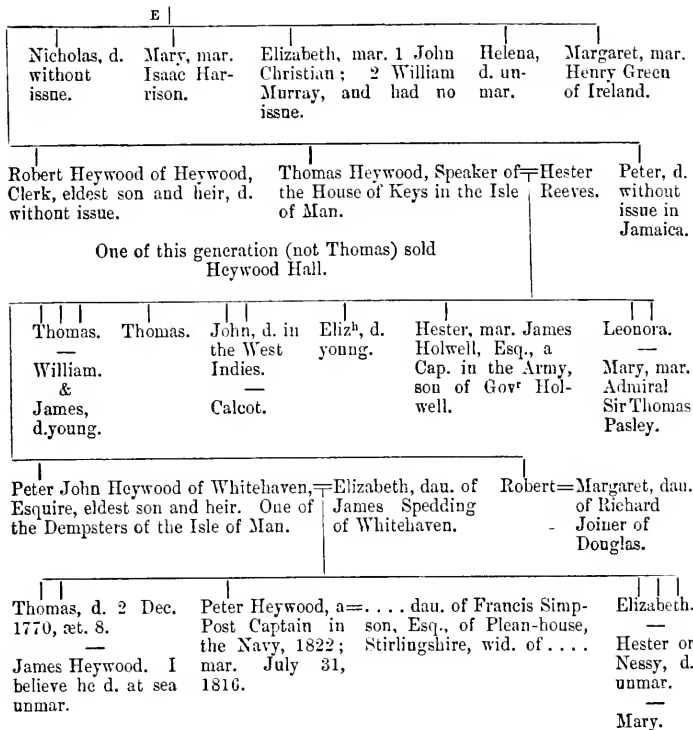 E
Nicholas, d. without issue.
Mary, mar. Isaac Harrison.
Elizabeth, mar. 1 John Christian; 2 William Murray, and had no issue.
Helena, d. unmar.
Margaret, mar. Henry Green of Ireland.
Robert Heywood of Heywood, Clerk, eldest son and heir, d. without issue.
Thomas Heywood, Speaker of the House of Keys in the Isle of Man.
=Hester Reeves.
Peter, d. without issue in Jamaica.
One of this generation (not Thomas) sold
Heywood Hall.
Thomas.
—
William.
&
James,
d.young.
Thomas.
John, d. in
the West
Indies.
—
Calcot.
Elizʰ, d.
young.
Hester, mar. James
Holwell, Esq., a
Cap. in the Army,
son of Govʳ Hol-
well.
Leonora.
—
Mary, mar.
Admiral
Sir Thomas
Pasley.
Peter John Heywood of Whitehaven,
Esquire, eldest son and heir. One of
the Dempsters of the Isle of Man.
=Elizabeth, dau. of
James Spedding
of Whitehaven.
Robert=Margaret, dau.
of Richard
Joiner of
Douglas.
Thomas, d. 2 Dec.
1770, æt. 8.
—
James Heywood. I
believe he d. at sea
unmar.
Peter Heywood, a
Post Captain in
the Navy, 1822;
mar. July 31,
1816.
=. . . . dau. of Francis Simp-
son, Esq., of Plean-house,
Stirlingshire, wid. of . . . .
Elizabeth.
—
Hester or
Nessy, d.
unmar.
—
Mary.